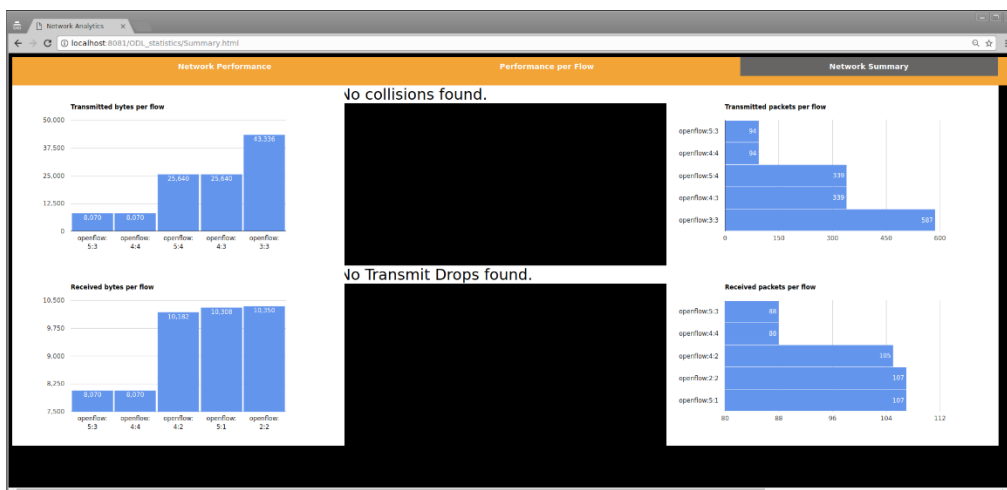 Network Analytics
localhost:8081/ODL_statistics/Summary.html
Network Performance
Performance per Flow
Network Summary
Transmitted bytes per flow
50,000
37,500
25,000
12,500
0
8,070
8,070
25,640
25,640
43,336
openflow: 5:3
openflow: 4:4
openflow: 5:4
openflow: 4:3
openflow: 3:3
No collisions found.
Transmitted packets per flow
openflow:5:3
94
openflow:4:4
94
openflow:5:4
339
openflow:4:3
339
openflow:3:3
587
0
150
300
450
600
Received bytes per flow
10,500
9,750
9,000
8,250
7,500
8,070
8,070
10,182
10,308
10,350
openflow: 5:3
openflow: 4:4
openflow: 4:2
openflow: 5:1
openflow: 2:2
No Transmit Drops found.
Received packets per flow
openflow:5:3
88
openflow:4:4
88
openflow:4:2
105
openflow:2:2
107
openflow:5:1
107
80
88
96
104
112